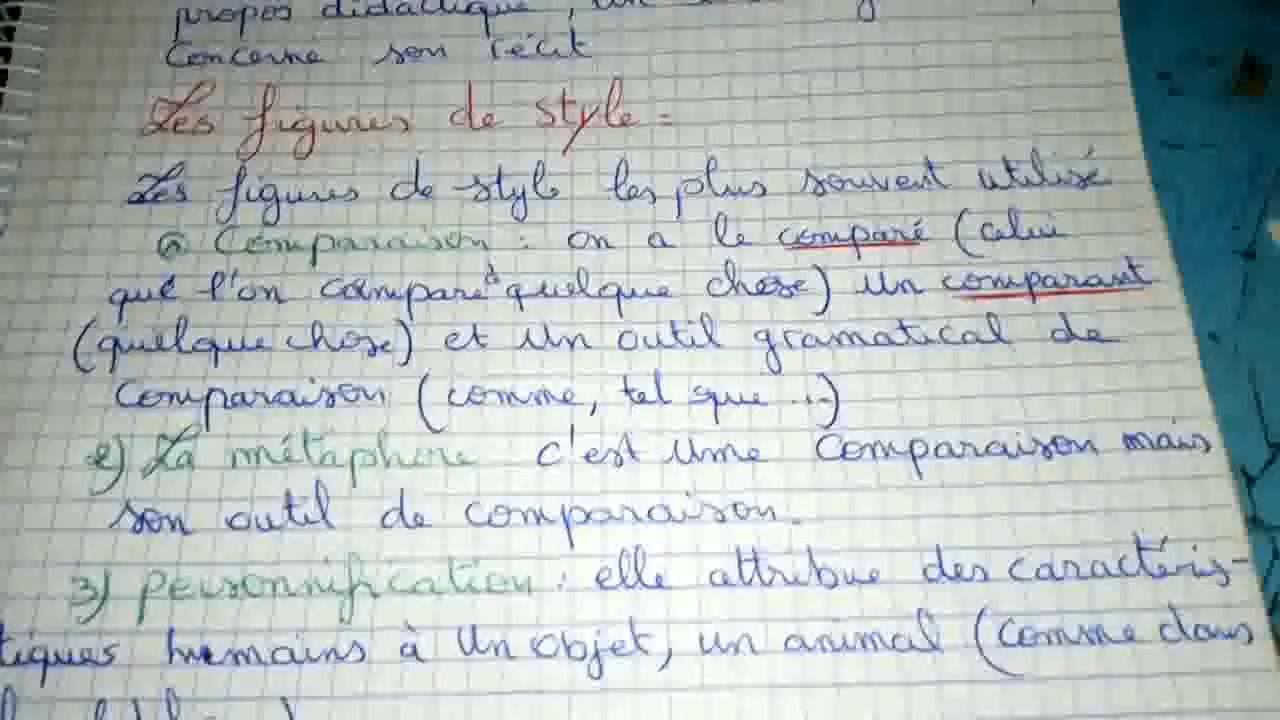 propos didactique, un
Concerne son récit
Les figures de style :
Les figures de style les plus souvent utilisé
Comparaison : on a le comparé (celui
que l'on compare à quelque chose) un comparant
(quelque chose) et un outil gramatical de
Comparaison (comme, tel que ...)
2) La métaphore c'est une Comparaison mais
son outil de comparaison.
3) personnification : elle attribue des caractéris-
tiques humains à un objet, un animal (comme dans